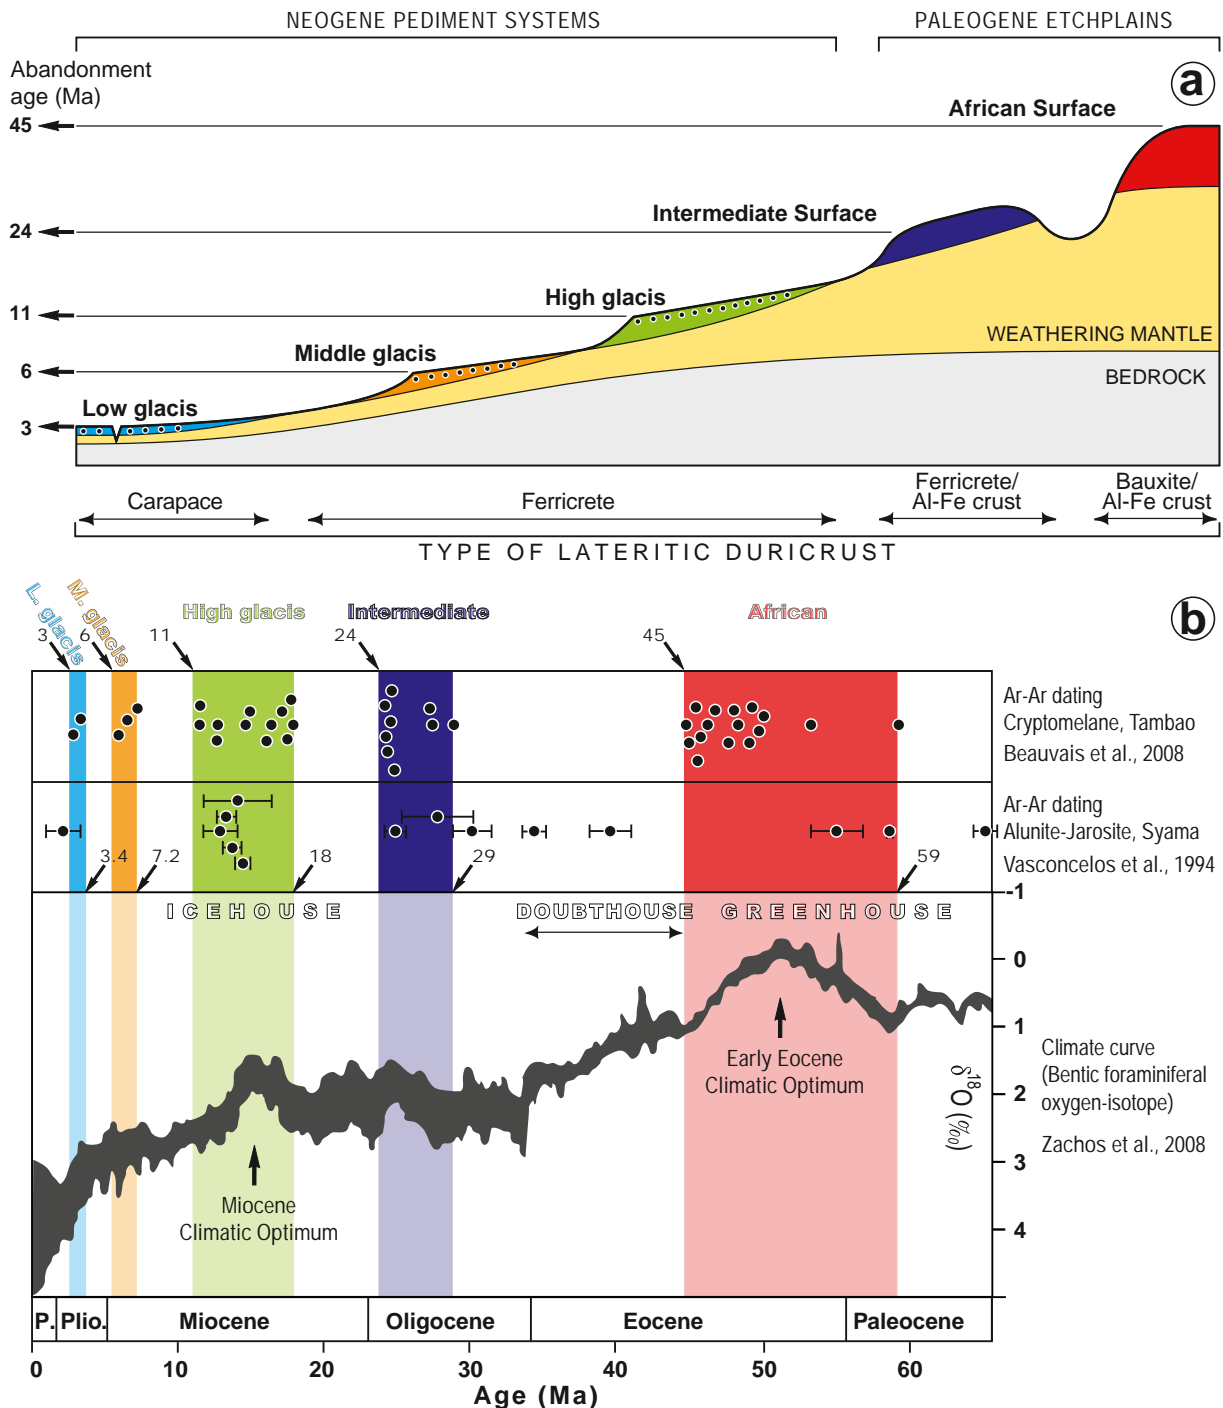 NEOGENE PEDIMENT SYSTEMS
PALEOGENE ETCHPLAINS
Abandonment
age (Ma)
a
African Surface
45
Intermediate Surface
24
High glacis
11
WEATHERING MANTLE
Middle glacis
6
BEDROCK
Low glacis
3
Carapace
Ferricrete
Ferricrete/
Al-Fe crust
Bauxite/
Al-Fe crust
TYPE OF LATERITIC DURICRUST
L. glacis
M. glacis
High glacis
Intermediate
African
b
3
6
11
24
45
Ar-Ar dating
Cryptomelane, Tambao
Beauvais et al., 2008
Ar-Ar dating
Alunite-Jarosite, Syama
Vasconcelos et al., 1994
3.4
7.2
18
29
59
-1
ICEHOUSE
DOUBTHOUSE
GREENHOUSE
0
1
Early Eocene
Climatic Optimum
Climate curve
(Bentic foraminiferal
oxygen-isotope)
Zachos et al., 2008
δ18O (‰)
2
3
Miocene
Climatic Optimum
4
P.
Plio.
Miocene
Oligocene
Eocene
Paleocene
0
10
20
30
40
50
60
Age (Ma)